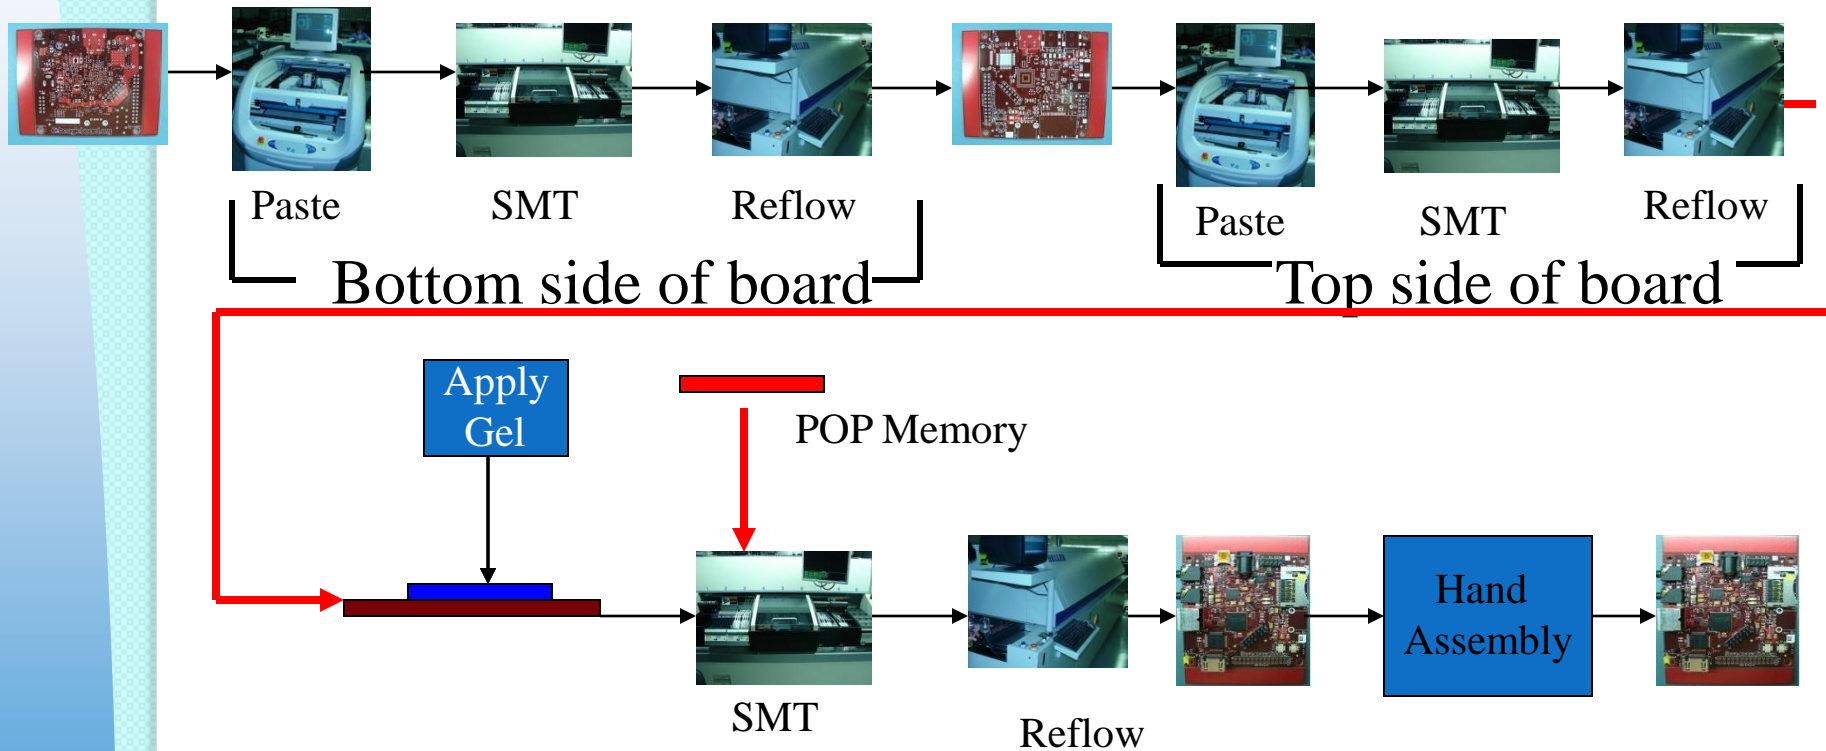 Paste
SMT
Reflow
Bottom side of board
Paste
SMT
Reflow
Top side of board
Apply
Gel
POP Memory
SMT
Reflow
Hand
Assembly